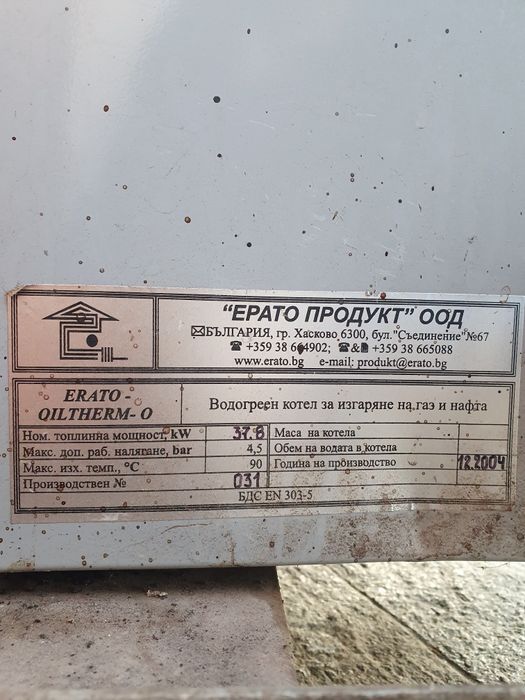 "ЕРАТО ПРОДУКТ" ООД
✉БЪЛГАРИЯ, гр. Хасково 6300, бул."Съединение"№67
☎ +359 38 664902; ☎& +359 38 665088
www.erato.bg e-mail: produkt@erato.bg
ERATO -
OILTHERM- O
Водогреен котел за изгаряне на газ и нафта
Ном. топлинна мощност, kW 37.8 Маса на котела
Макс. доп. раб. налягане, bar 4,5 Обем на водата в котела
Макс. изх. темп., °C 90 Година на производство 12.2004
Производствен № 031
БДС EN 303-5